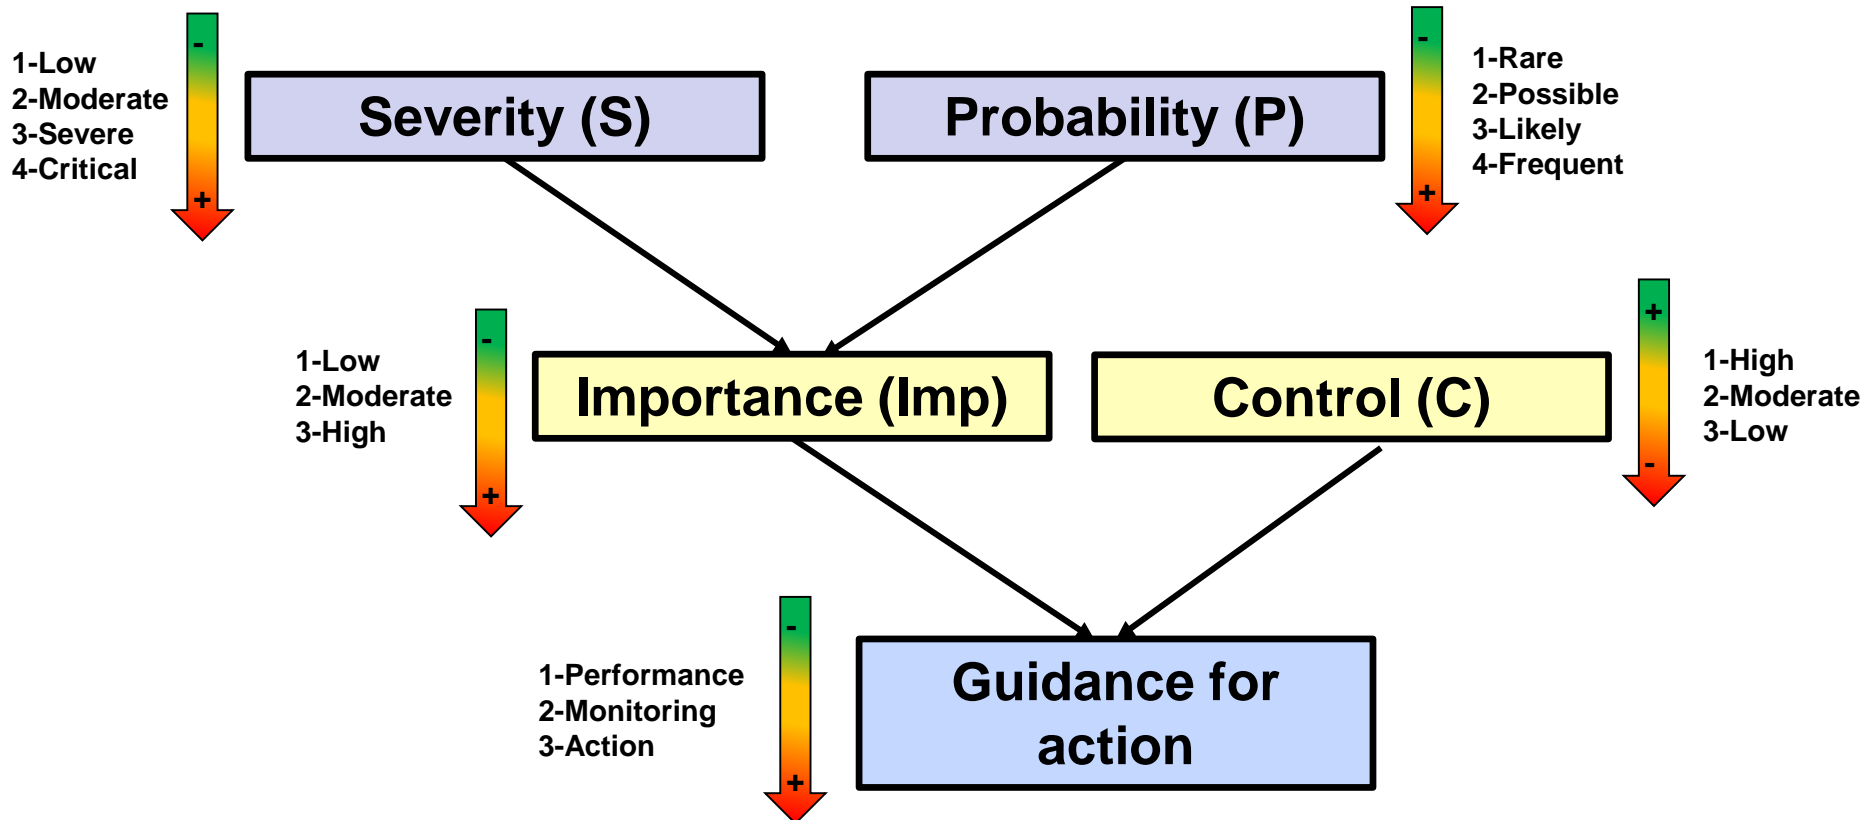 -
1-Low
2-Moderate
3-Severe
4-Critical
+
Severity (S)
Probability (P)
-
1-Rare
2-Possible
3-Likely
4-Frequent
+
1-Low
2-Moderate
3-High
-
+
Importance (Imp)
Control (C)
+
1-High
2-Moderate
3-Low
-
1-Performance
2-Monitoring
3-Action
-
+
Guidance for
action